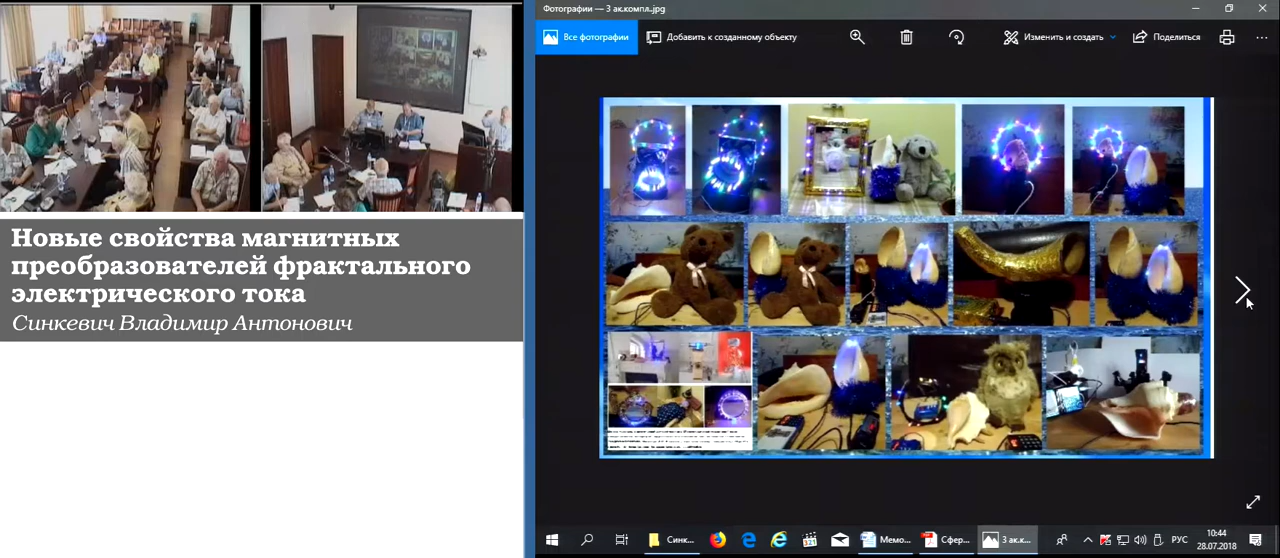 Новые свойства магнитных
преобразователей фрактального
электрического тока
Синкевич Владимир Антонович
Фотографии — 3 ак.компл..jpg
Все фотографии
Добавить к созданному объекту
Изменить и создать
Поделиться
Синк...
Мемо...
Сфер...
3 ак.к...
РУС
10:44
28.07.2018